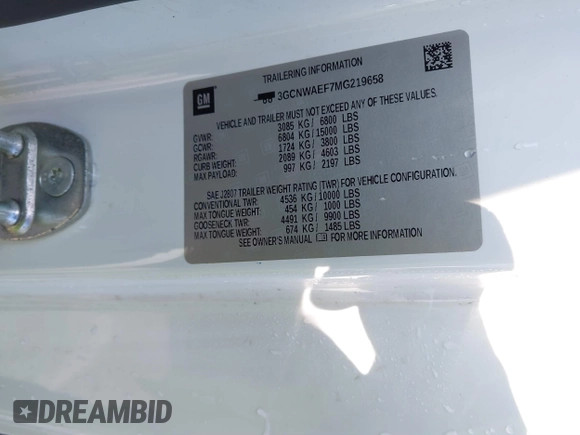 TRAILERING INFORMATION
GM
3GCNWAEF7MG219658
VEHICLE AND TRAILER MUST NOT EXCEED ANY OF THESE MAXIMUMS
GVWR: 3085 KG / 6800 LBS
GCWR: 6804 KG / 15000 LBS
RGAWR: 1724 KG / 3800 LBS
CURB WEIGHT: 2089 KG / 4603 LBS
MAX PAYLOAD: 997 KG / 2197 LBS
SAE J2807 TRAILER WEIGHT RATING (TWR) FOR VEHICLE CONFIGURATION.
CONVENTIONAL TWR: 4536 KG / 10000 LBS
MAX TONGUE WEIGHT: 454 KG / 1000 LBS
GOOSENECK TWR: 4491 KG / 9900 LBS
MAX TONGUE WEIGHT: 674 KG / 1485 LBS
SEE OWNER'S MANUAL FOR MORE INFORMATION
DREAMBID